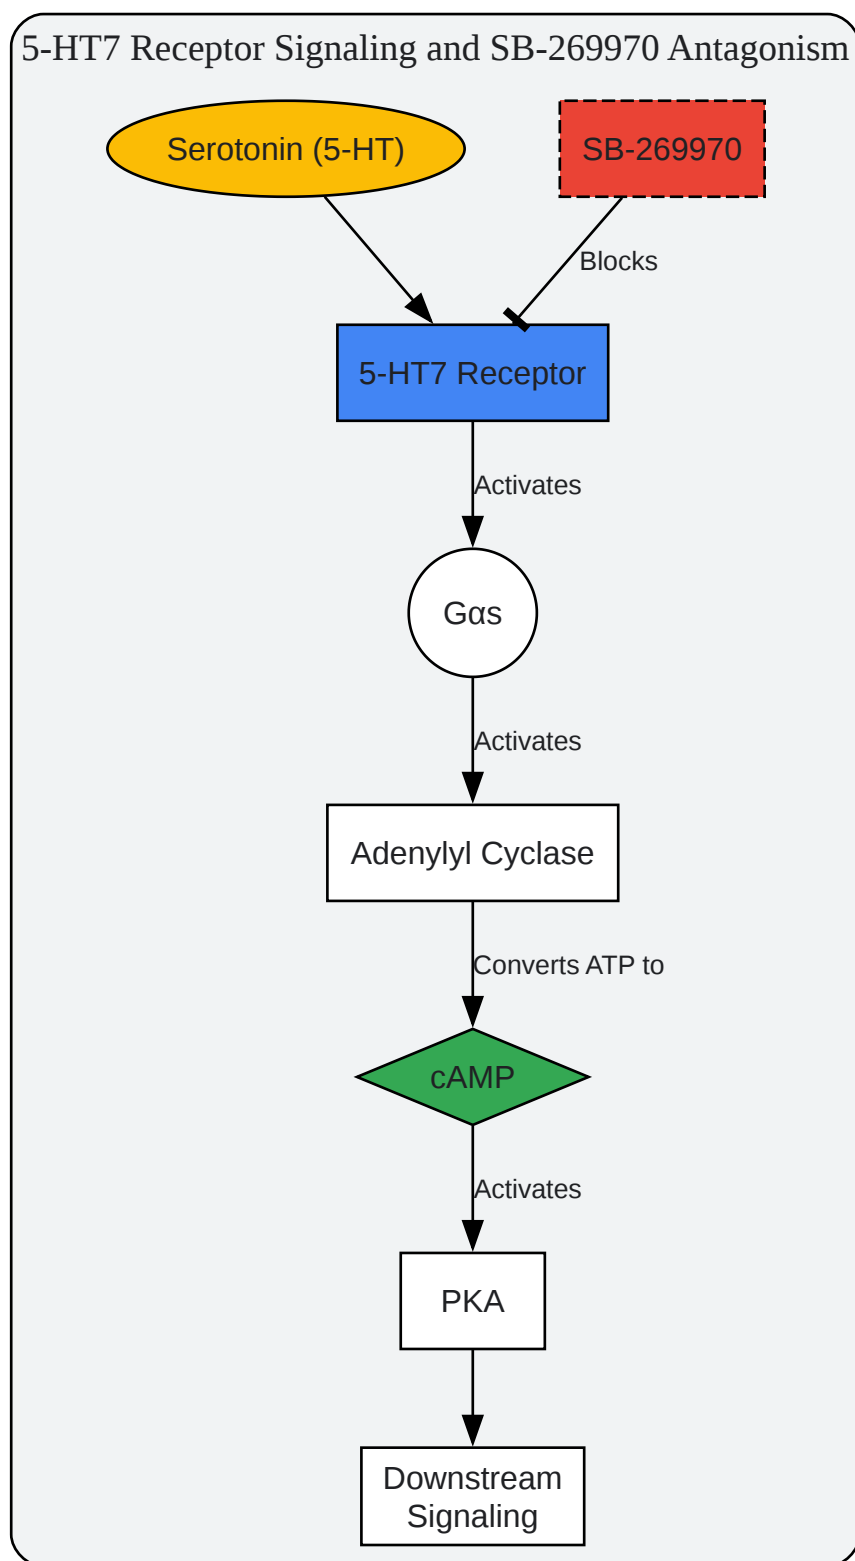 5-HT7 Receptor Signaling and SB-269970 Antagonism
Serotonin (5-HT)
SB-269970
Blocks
5-HT7 Receptor
Activates
Gαs
Activates
Adenylyl Cyclase
Converts ATP to
cAMP
Activates
PKA
Downstream
Signaling